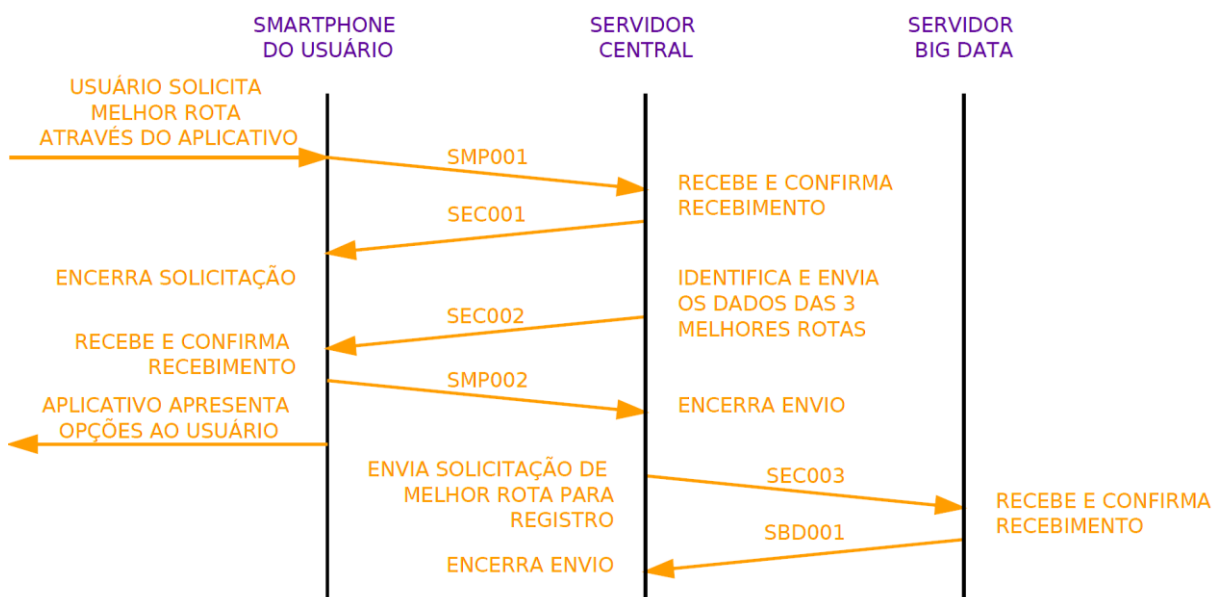 SMARTPHONE
DO USUÁRIO
SERVIDOR
CENTRAL
SERVIDOR
BIG DATA
USUÁRIO SOLICITA
MELHOR ROTA
ATRAVÉS DO APLICATIVO
SMP001
RECEBE E CONFIRMA
RECEBIMENTO
SEC001
ENCERRA SOLICITAÇÃO
IDENTIFICA E ENVIA
OS DADOS DAS 3
MELHORES ROTAS
SEC002
RECEBE E CONFIRMA
RECEBIMENTO
SMP002
ENCERRA ENVIO
APLICATIVO APRESENTA
OPÇÕES AO USUÁRIO
ENVIA SOLICITAÇÃO DE
MELHOR ROTA PARA
REGISTRO
SEC003
RECEBE E CONFIRMA
RECEBIMENTO
SBD001
ENCERRA ENVIO